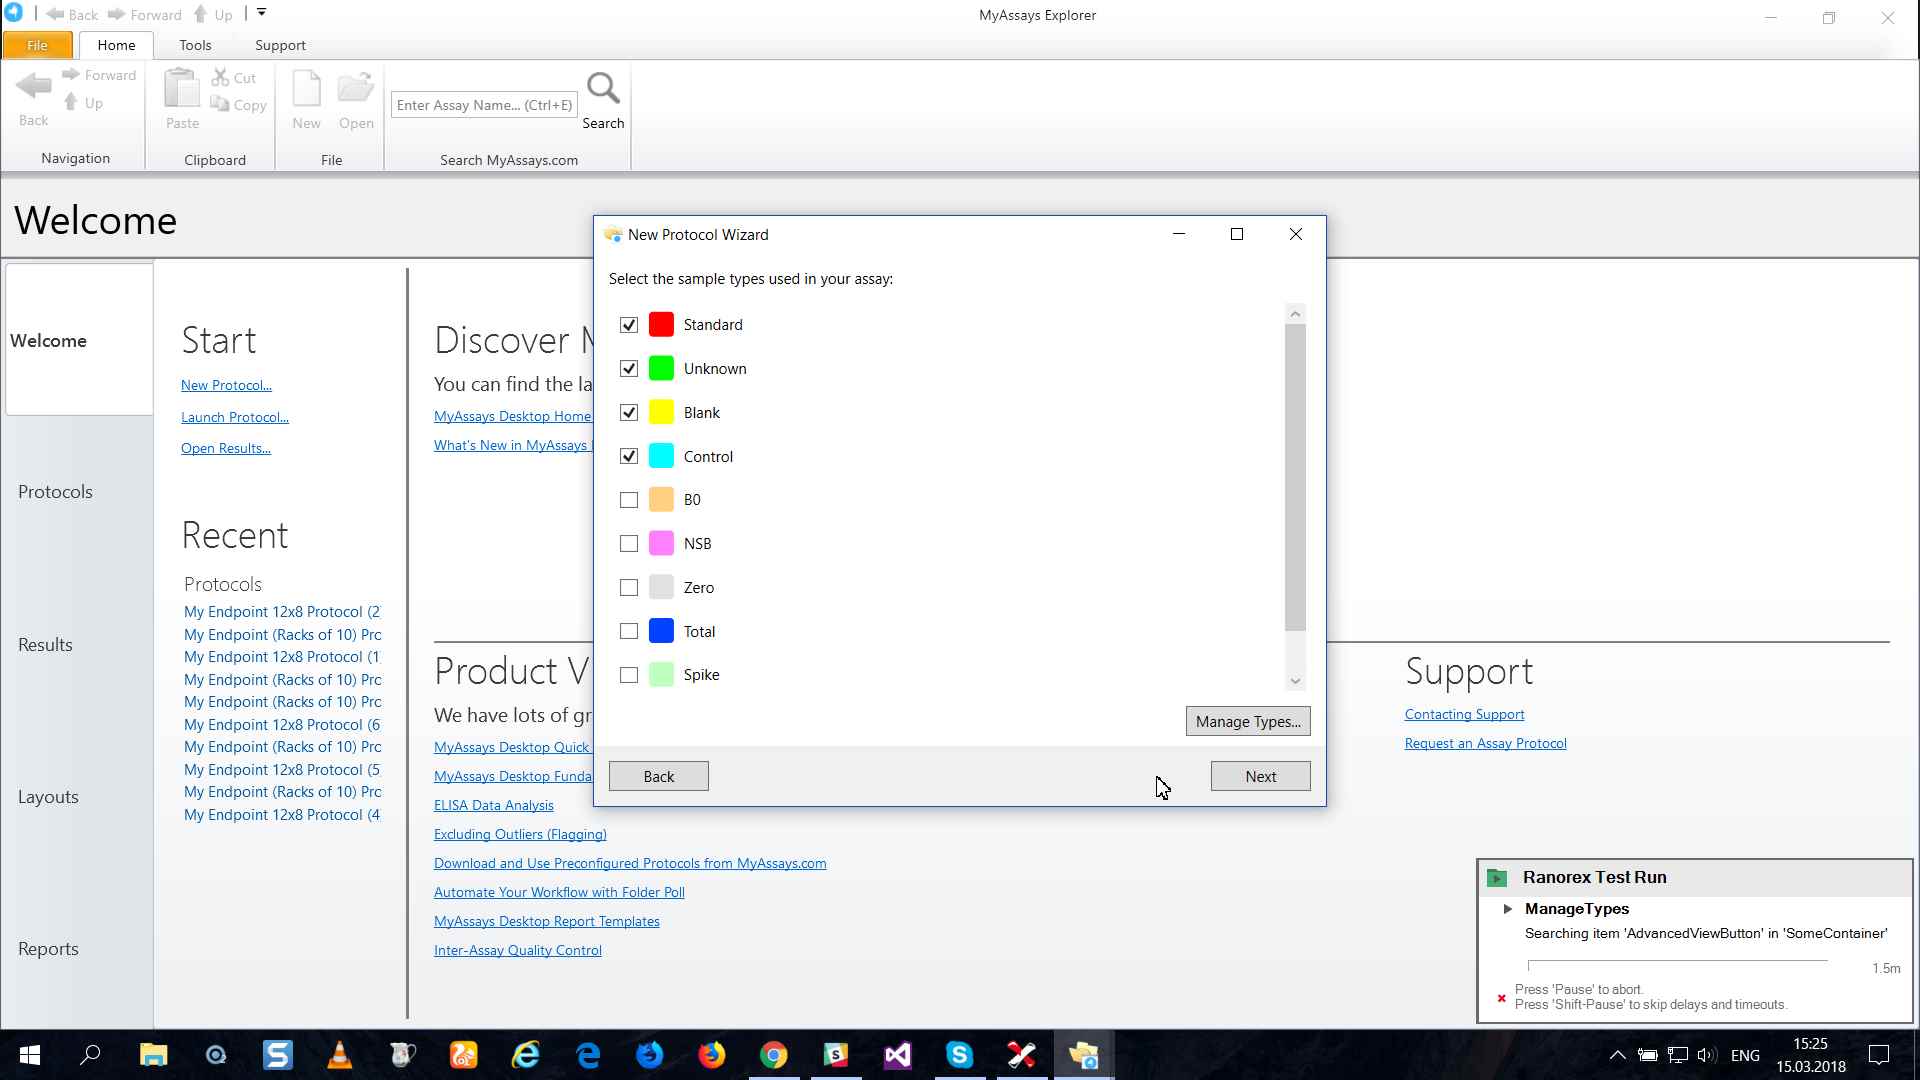 Back Forward Up
MyAssays Explorer
File Home Tools Support
Back
Forward
Up
Navigation
Paste
Cut
Copy
Clipboard
New Open
File
Enter Assay Name... (Ctrl+E)
Search
Search MyAssays.com
Welcome
Welcome
Protocols
Results
Layouts
Reports
Start
New Protocol...
Launch Protocol...
Open Results...
Recent
Protocols
My Endpoint 12x8 Protocol (2
My Endpoint (Racks of 10) Prc
My Endpoint 12x8 Protocol (1
My Endpoint (Racks of 10) Prc
My Endpoint (Racks of 10) Prc
My Endpoint 12x8 Protocol (6
My Endpoint (Racks of 10) Prc
My Endpoint 12x8 Protocol (5
My Endpoint (Racks of 10) Prc
My Endpoint 12x8 Protocol (4
Discover
You can find the la
MyAssays Desktop Home
What's New in MyAssays
Product V
We have lots of gr
MyAssays Desktop Quick
MyAssays Desktop Funda
ELISA Data Analysis
Excluding Outliers (Flagging)
Download and Use Preconfigured Protocols from MyAssays.com
Automate Your Workflow with Folder Poll
MyAssays Desktop Report Templates
Inter-Assay Quality Control
Support
Contacting Support
Request an Assay Protocol
New Protocol Wizard
Select the sample types used in your assay:
Standard
Unknown
Blank
Control
B0
NSB
Zero
Total
Spike
Manage Types...
Back
Next
Ranorex Test Run
ManageTypes
Searching item 'AdvancedViewButton' in 'SomeContainer'
1.5m
Press 'Pause' to abort.
Press 'Shift-Pause' to skip delays and timeouts.
ENG
15:25
15.03.2018